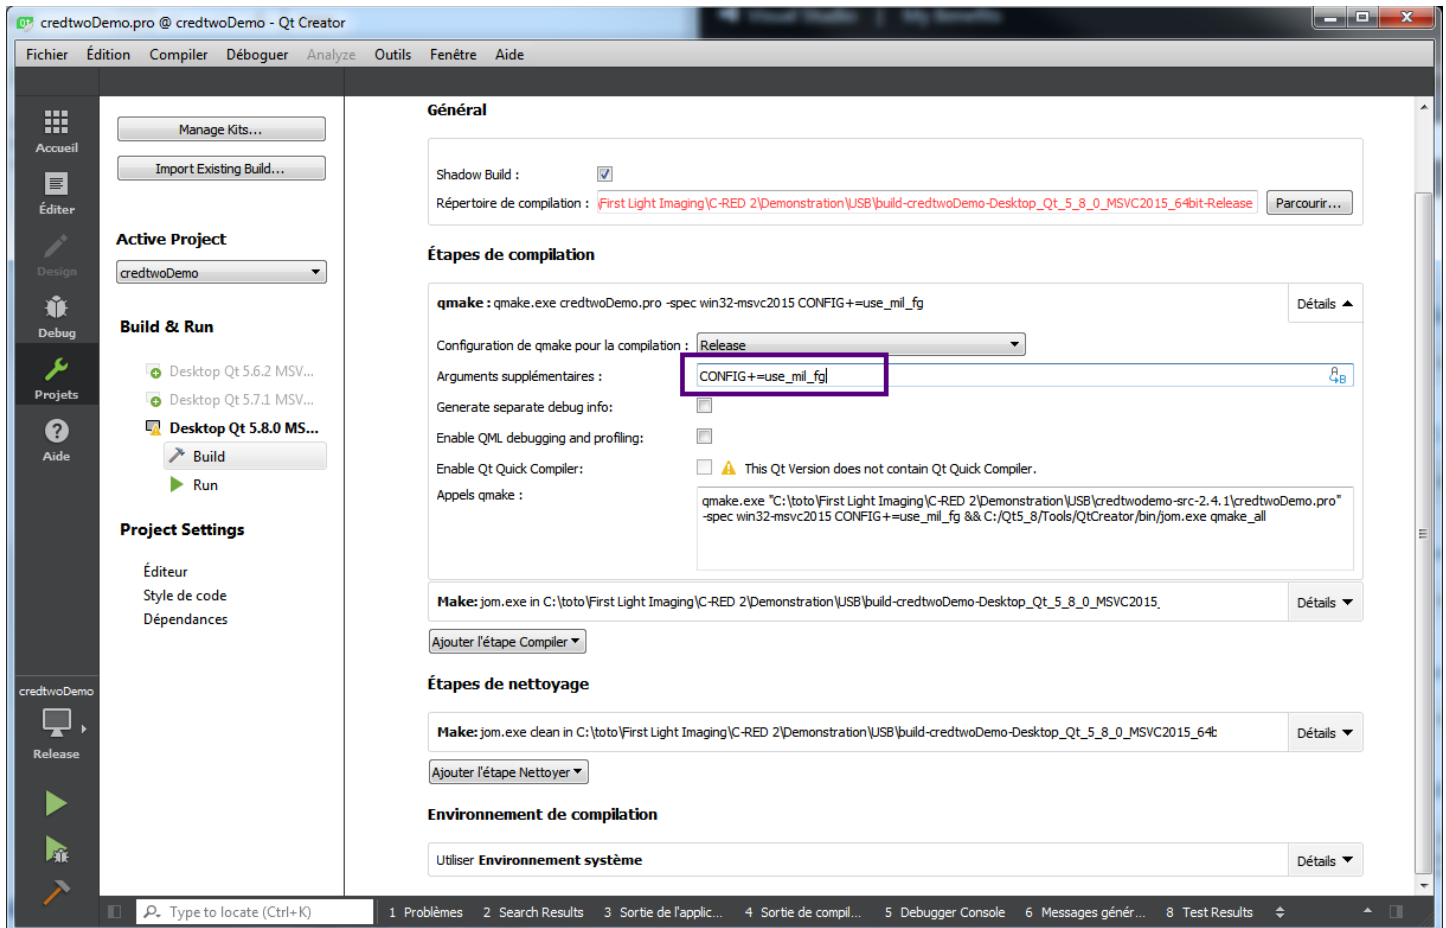 credtwoDemo.pro @ credtwoDemo - Qt Creator
Visual Studio | My Benefits
Fichier Édition Compiler Déboguer Analyze Outils Fenêtre Aide
Accueil
Éditer
Design
Debug
Projets
Aide
credtwoDemo
Release
Manage Kits...
Import Existing Build...
Active Project
credtwoDemo
Build & Run
Desktop Qt 5.6.2 MSV...
Desktop Qt 5.7.1 MSV...
Desktop Qt 5.8.0 MS...
Build
Run
Project Settings
Éditeur
Style de code
Dépendances
Général
Shadow Build :
Répertoire de compilation : \First Light Imaging\C-RED 2\Demonstration\USB\build-credtwoDemo-Desktop_Qt_5_8_0_MSVC2015_64bit-Release Parcourir...
Étapes de compilation
qmake : qmake.exe credtwoDemo.pro -spec win32-msvc2015 CONFIG+=use_mil_fg Détails
Configuration de qmake pour la compilation : Release
Arguments supplémentaires : CONFIG+=use_mil_fg
Generate separate debug info:
Enable QML debugging and profiling:
Enable Qt Quick Compiler: This Qt Version does not contain Qt Quick Compiler.
Appels qmake : qmake.exe "C:\toto\First Light Imaging\C-RED 2\Demonstration\USB\credtwodemo-src-2.4.1\credtwoDemo.pro"
-spec win32-msvc2015 CONFIG+=use_mil_fg && C:/Qt5_8/Tools/QtCreator/bin/jom.exe qmake_all
Make: jom.exe in C:\toto\First Light Imaging\C-RED 2\Demonstration\USB\build-credtwoDemo-Desktop_Qt_5_8_0_MSVC2015_ Détails
Ajouter l'étape Compiler
Étapes de nettoyage
Make: jom.exe clean in C:\toto\First Light Imaging\C-RED 2\Demonstration\USB\build-credtwoDemo-Desktop_Qt_5_8_0_MSVC2015_64b Détails
Ajouter l'étape Nettoyer
Environnement de compilation
Utiliser Environnement système Détails
Type to locate (Ctrl+K) 1 Problèmes 2 Search Results 3 Sortie de l'applic... 4 Sortie de compil... 5 Debugger Console 6 Messages génér... 8 Test Results